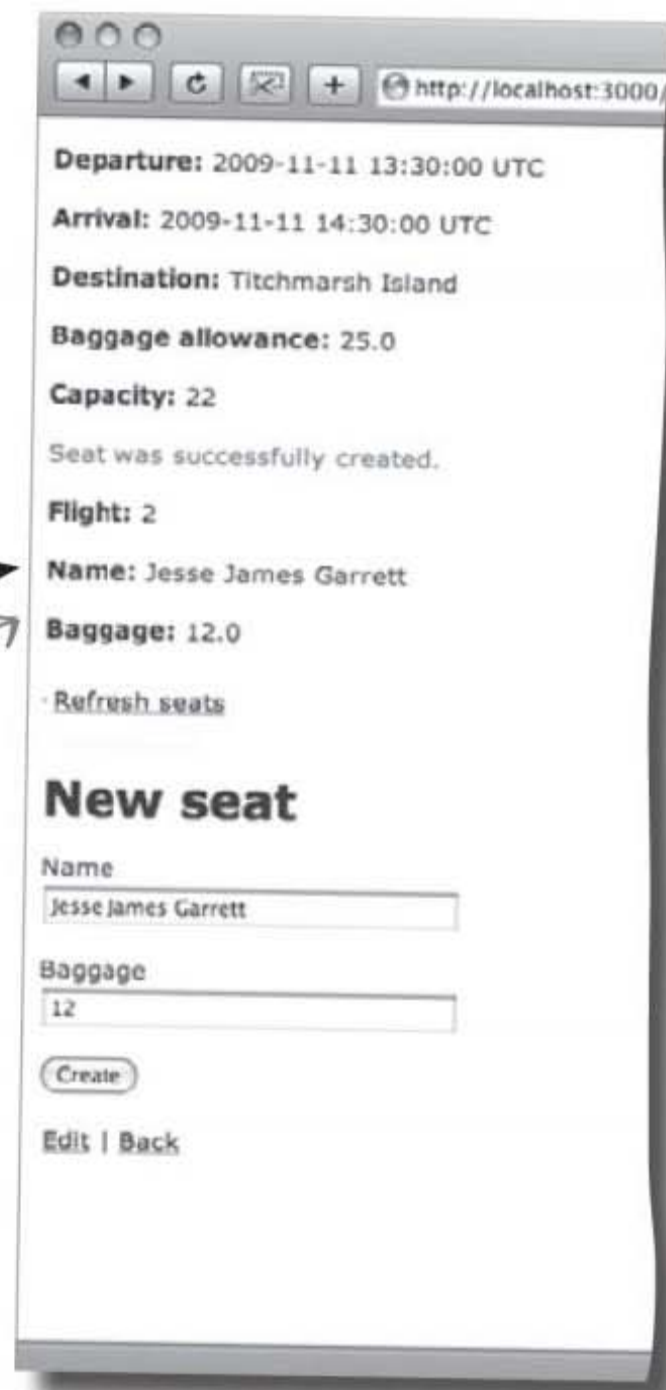 http://localhost:3000/
Departure: 2009-11-11 13:30:00 UTC
Arrival: 2009-11-11 14:30:00 UTC
Destination: Titchmarsh Island
Baggage allowance: 25.0
Capacity: 22
Seat was successfully created.
Flight: 2
Name: Jesse James Garrett
Baggage: 12.0
Refresh seats
New seat
Name
Jesse James Garrett
Baggage
12
Create
Edit | Back